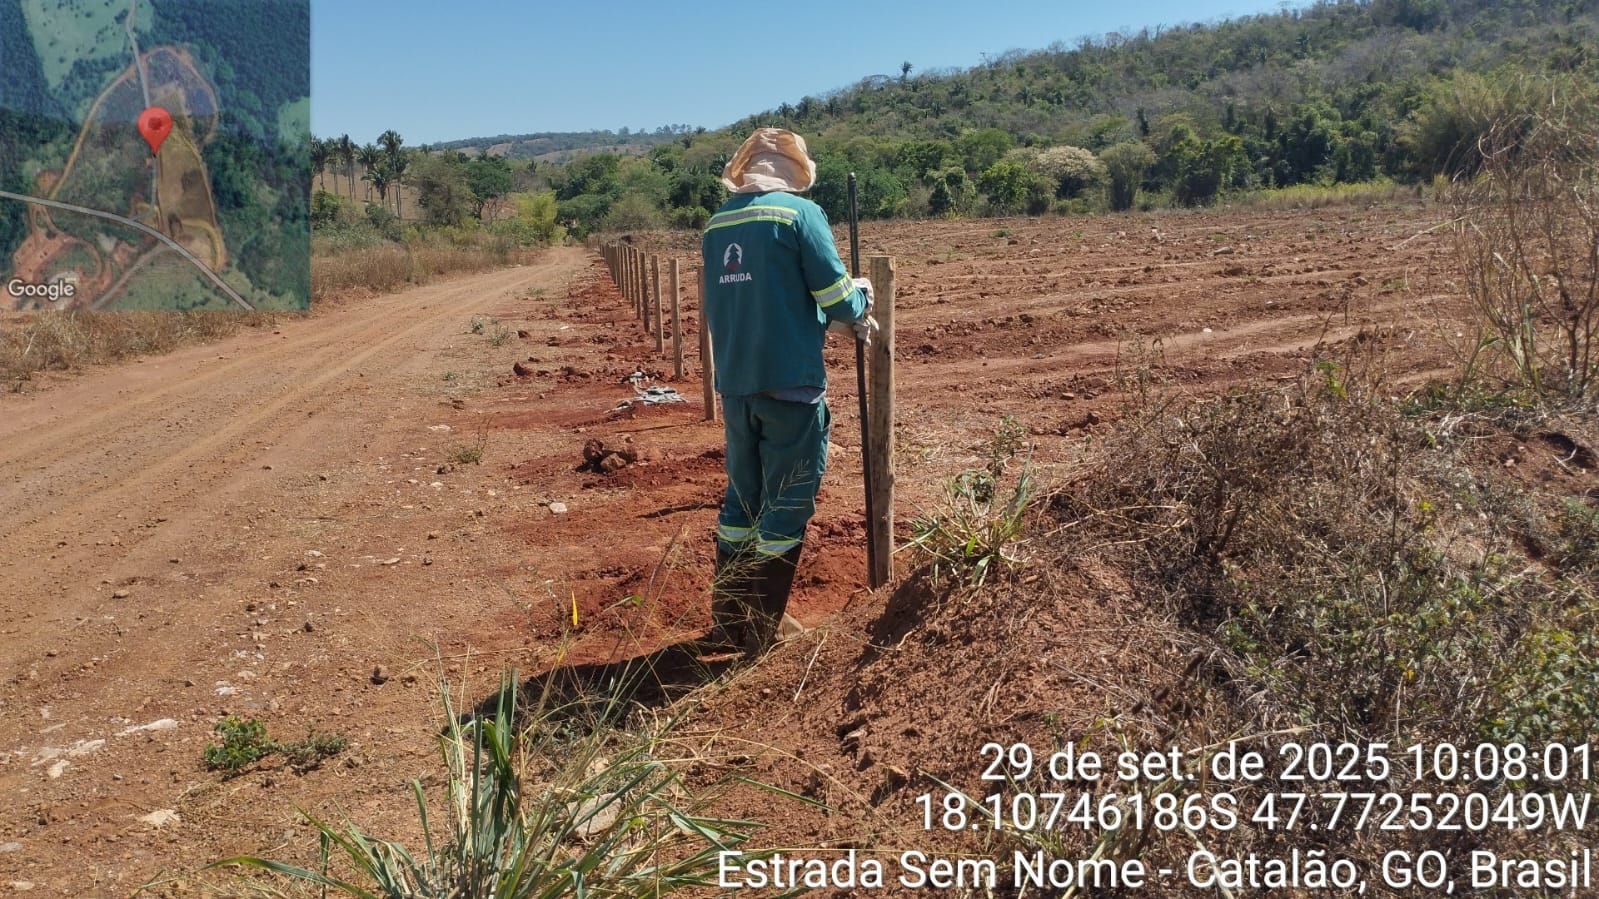 Google
ARRUDA
29 de set. de 2025 10:08:01
18.10746186S 47.77252049W
Estrada Sem Nome - Catalão, GO, Brasil